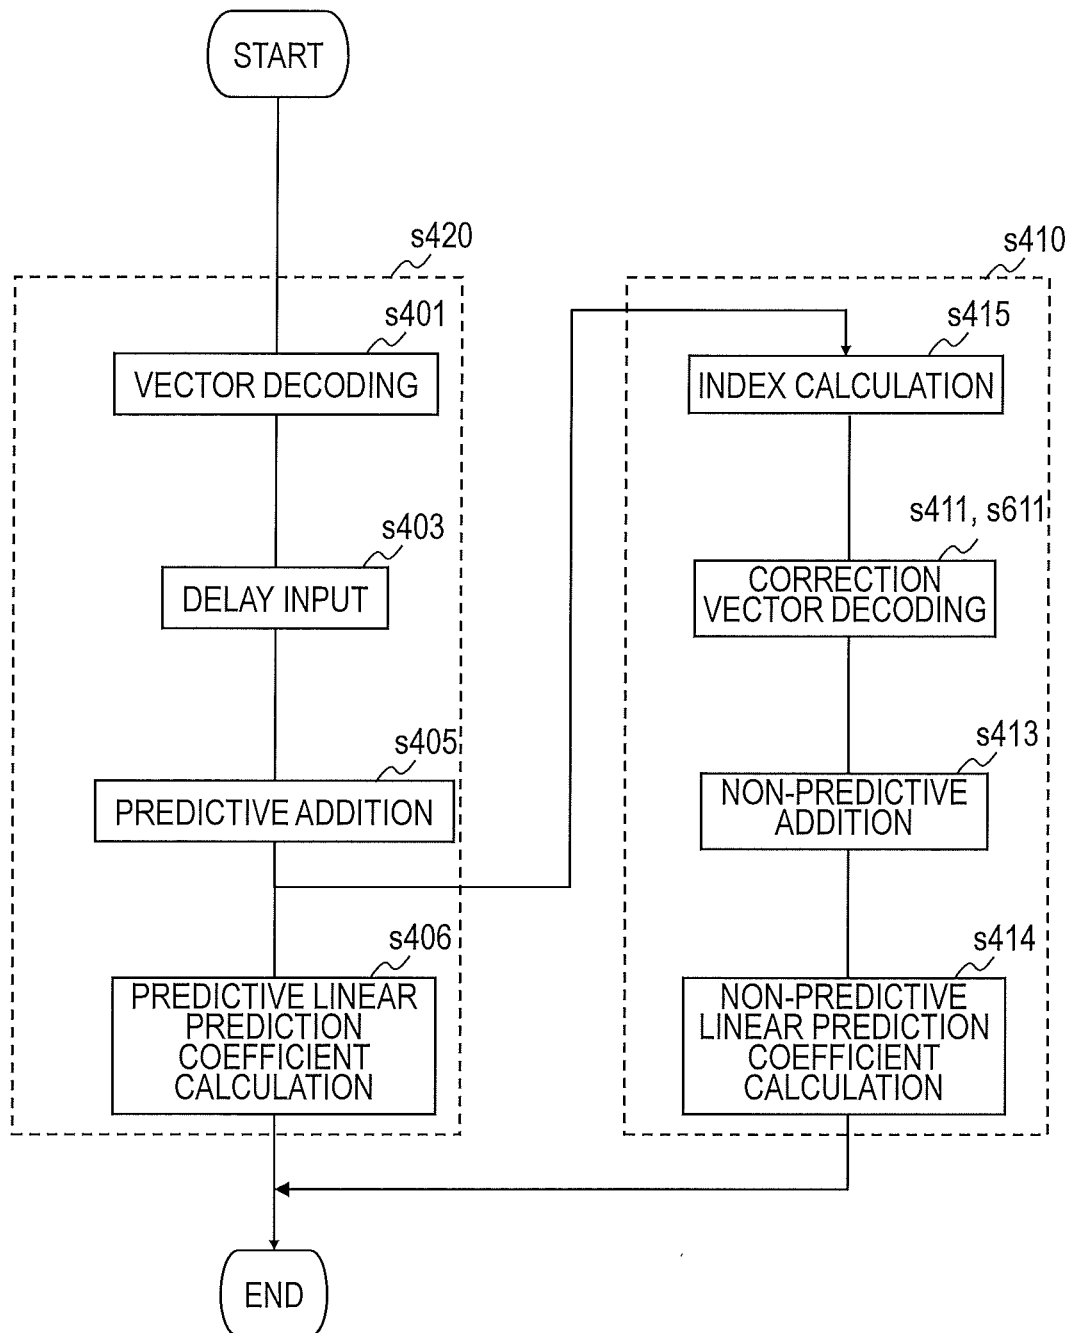 START
s420
s401
VECTOR DECODING
s403
DELAY INPUT
s405
PREDICTIVE ADDITION
s406
PREDICTIVE LINEAR
PREDICTION
COEFFICIENT
CALCULATION
s410
s415
INDEX CALCULATION
s411, s611
CORRECTION
VECTOR DECODING
s413
NON-PREDICTIVE
ADDITION
s414
NON-PREDICTIVE
LINEAR PREDICTION
COEFFICIENT
CALCULATION
END